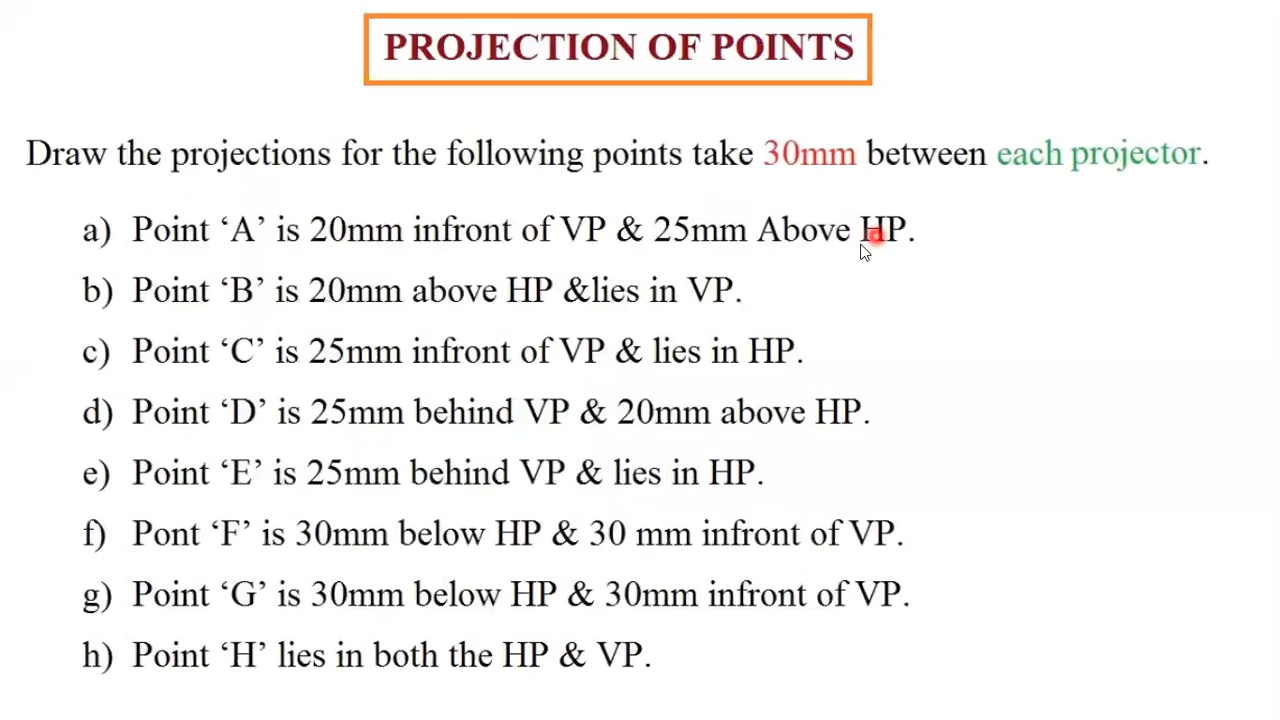 PROJECTION OF POINTS
Draw the projections for the following points take 30mm between each projector.
a) Point ‘A’ is 20mm infront of VP & 25mm Above HP.
b) Point ‘B’ is 20mm above HP &lies in VP.
c) Point ‘C’ is 25mm infront of VP & lies in HP.
d) Point ‘D’ is 25mm behind VP & 20mm above HP.
e) Point ‘E’ is 25mm behind VP & lies in HP.
f) Pont ‘F’ is 30mm below HP & 30 mm infront of VP.
g) Point ‘G’ is 30mm below HP & 30mm infront of VP.
h) Point ‘H’ lies in both the HP & VP.